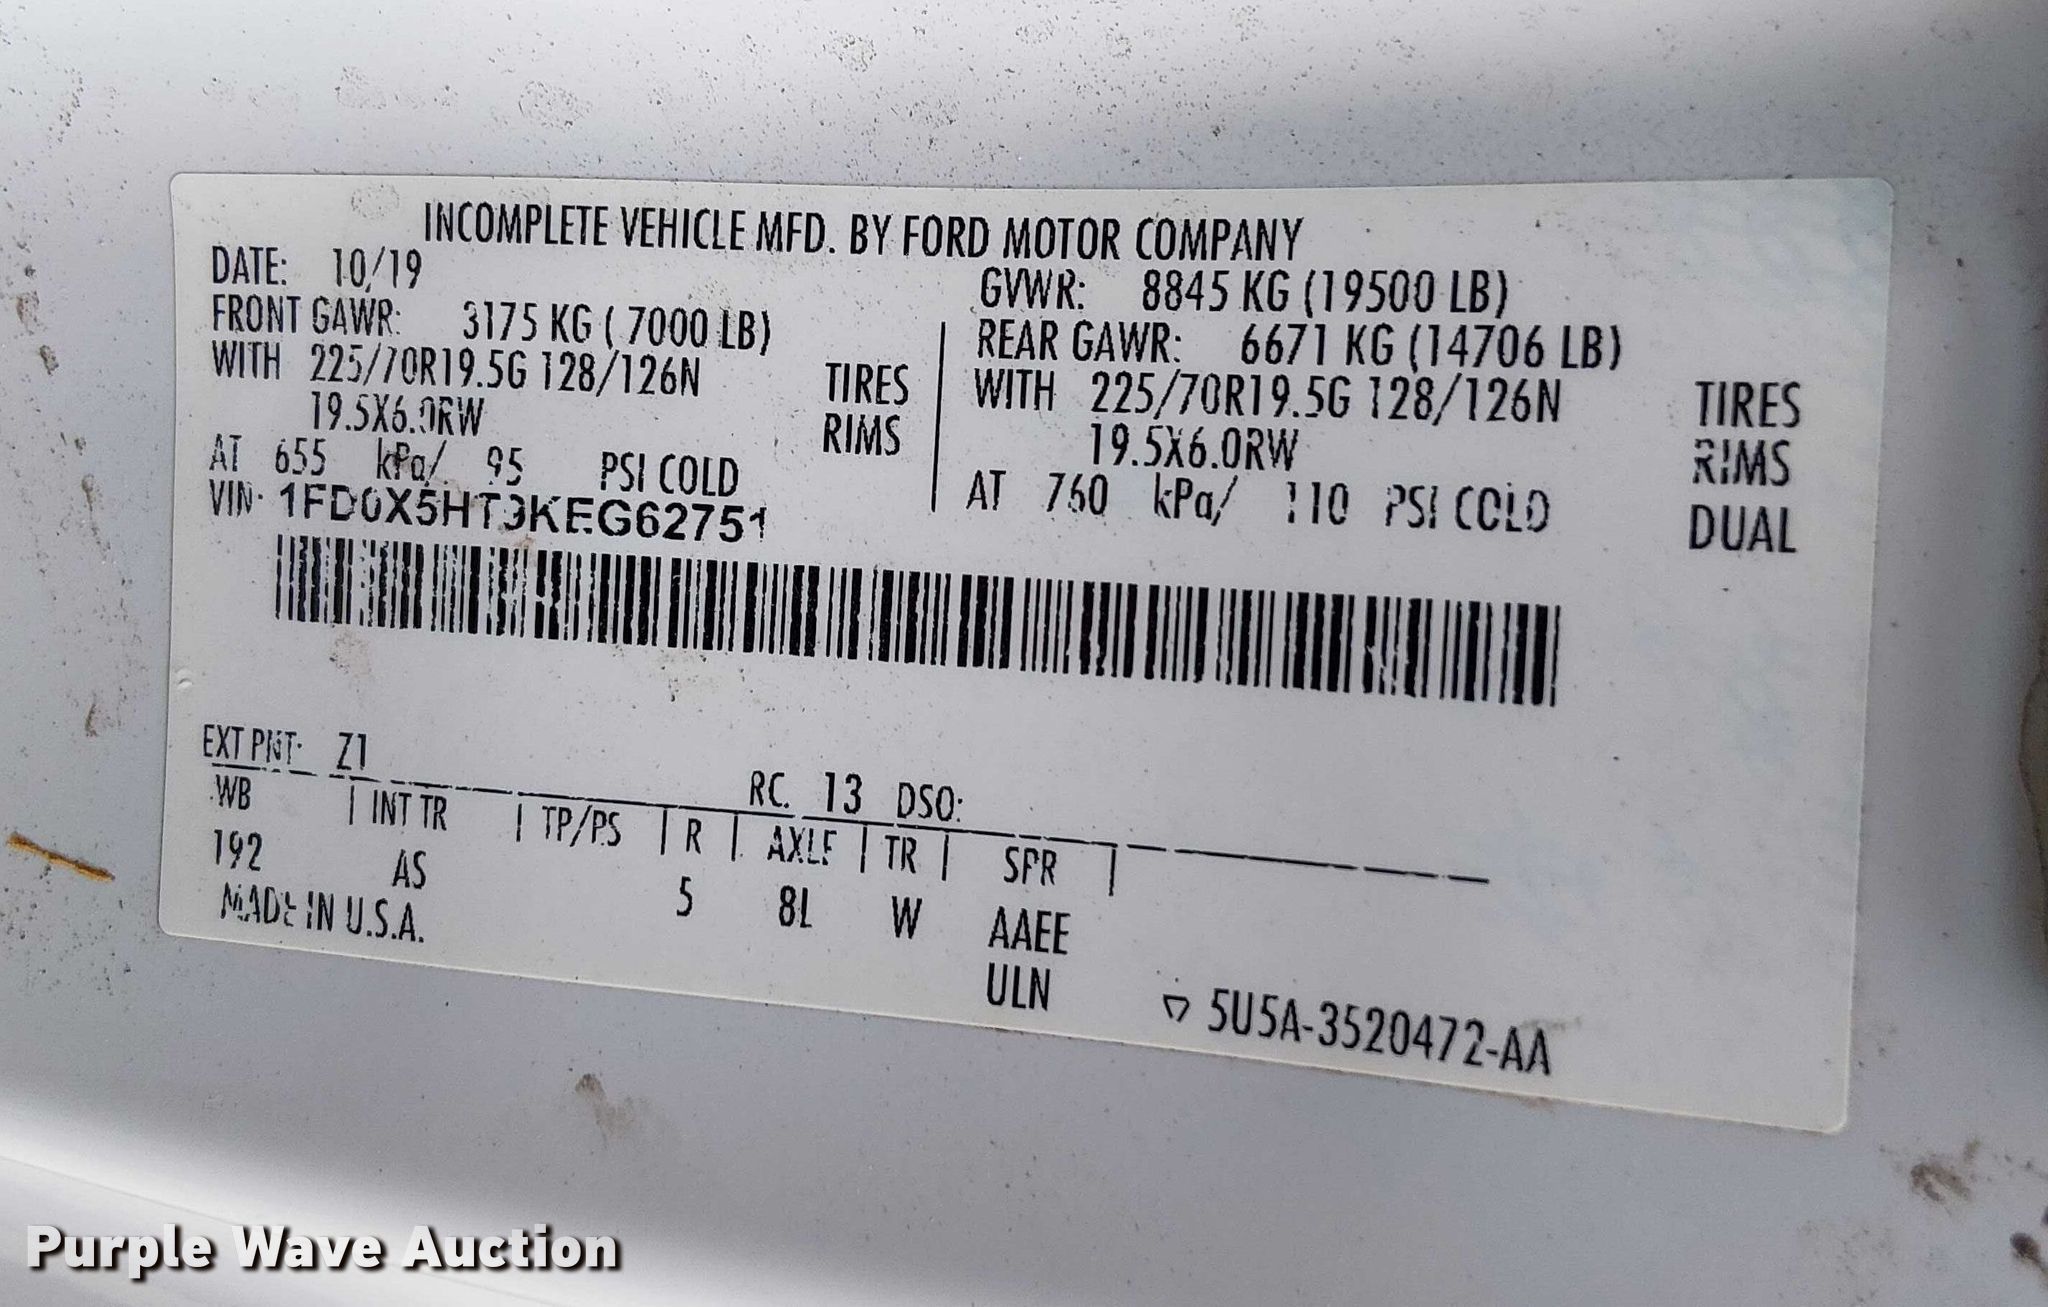 INCOMPLETE VEHICLE MFD. BY FORD MOTOR COMPANY
DATE: 10/19 GVWR: 8845 KG (19500 LB)
FRONT GAWR: 3175 KG ( 7000 LB) REAR GAWR: 6671 KG (14706 LB)
WITH 225/70R19.5G 128/126N TIRES WITH 225/70R19.5G 128/126N TIRES
19.5X6.0RW RIMS 19.5X6.0RW RIMS
AT 655 kPa/ 95 PSI COLD AT 760 kPa/ 110 PSI COLD DUAL
VIN: 1FD0X5HT9KEG62751
EXT PNT: Z1 RC: 13 DSO:
WB | INT TR | TP/PS | R | AXLE | TR | SPR |
192 AS 5 8L W AAEE
MADE IN U.S.A. ULN
5U5A-3520472-AA
Purple Wave Auction